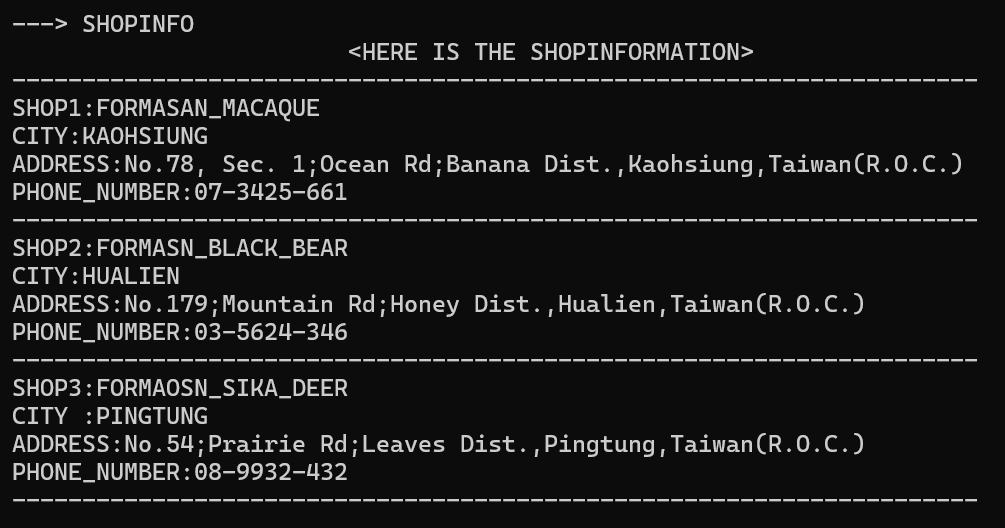 ---> SHOPINFO
<HERE IS THE SHOPINFORMATION>
---------------------------------------------------------------------
SHOP1:FORMASAN_MACAQUE
CITY:KAOHSIUNG
ADDRESS:No.78, Sec. 1;Ocean Rd;Banana Dist.,Kaohsiung,Taiwan(R.O.C.)
PHONE_NUMBER:07-3425-661
---------------------------------------------------------------------
SHOP2:FORMASN_BLACK_BEAR
CITY:HUALIEN
ADDRESS:No.179;Mountain Rd;Honey Dist.,Hualien,Taiwan(R.O.C.)
PHONE_NUMBER:03-5624-346
---------------------------------------------------------------------
SHOP3:FORMAOSN_SIKA_DEER
CITY :PINGTUNG
ADDRESS:No.54;Prairie Rd;Leaves Dist.,Pingtung,Taiwan(R.O.C.)
PHONE_NUMBER:08-9932-432
---------------------------------------------------------------------